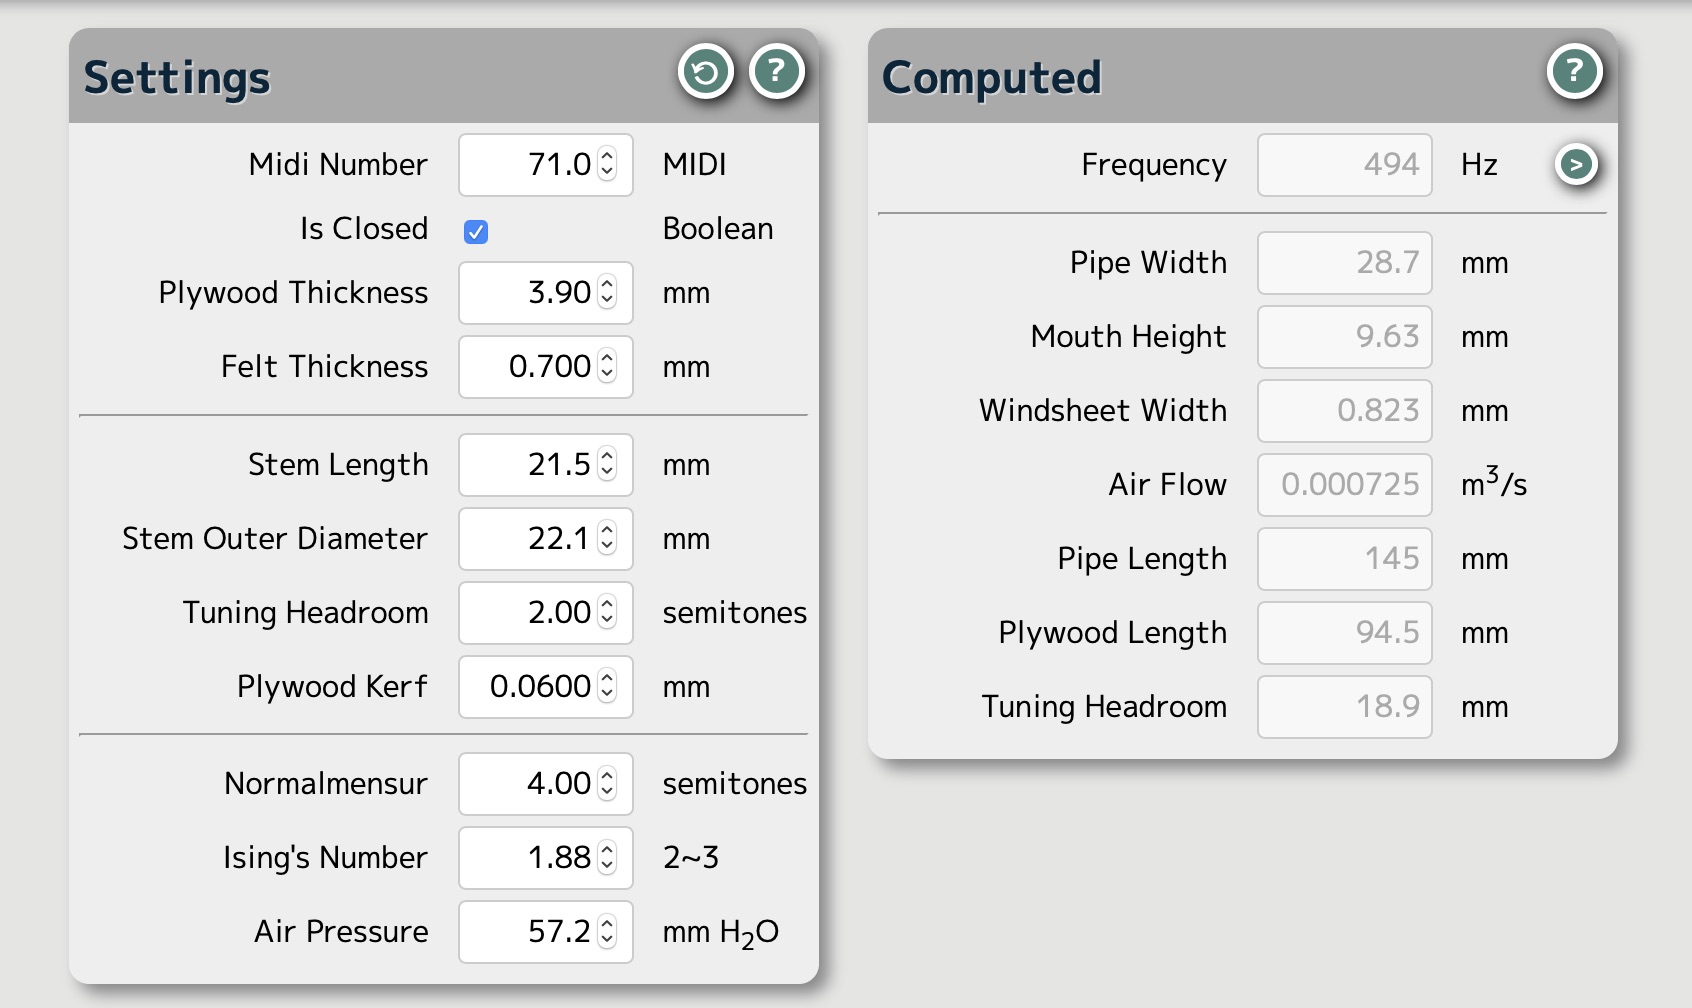 Settings
?
Midi Number 71.0 MIDI
Is Closed Boolean
Plywood Thickness 3.90 mm
Felt Thickness 0.700 mm
Stem Length 21.5 mm
Stem Outer Diameter 22.1 mm
Tuning Headroom 2.00 semitones
Plywood Kerf 0.0600 mm
Normalmensur 4.00 semitones
Ising's Number 1.88 2~3
Air Pressure 57.2 mm H₂O
Computed
?
Frequency 494 Hz >
Pipe Width 28.7 mm
Mouth Height 9.63 mm
Windsheet Width 0.823 mm
Air Flow 0.000725 m³/s
Pipe Length 145 mm
Plywood Length 94.5 mm
Tuning Headroom 18.9 mm